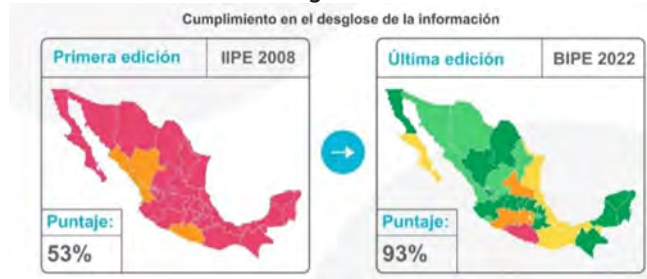 Cumplimiento en el desglose de la información
Primera edición IIPE 2008
Puntaje:
53%
Última edición BIPE 2022
Puntaje:
93%